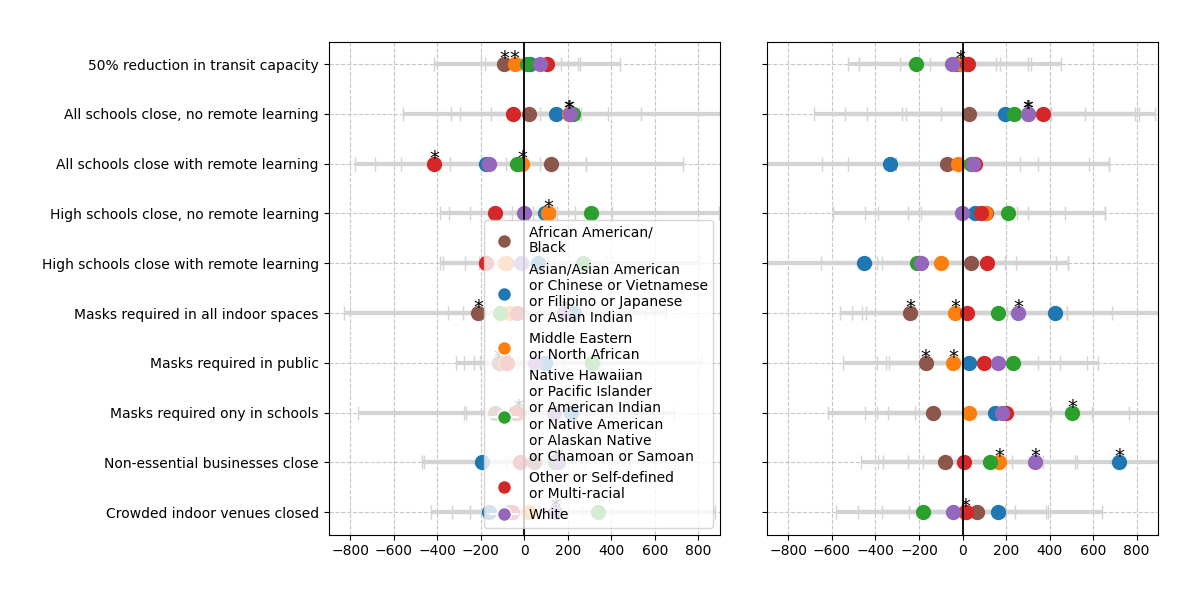 50% reduction in transit capacity
All schools close, no remote learning
All schools close with remote learning
High schools close, no remote learning
High schools close with remote learning
Masks required in all indoor spaces
Masks required in public
Masks required ony in schools
Non-essential businesses close
Crowded indoor venues closed
African American/
Black
Asian/Asian American
or Chinese or Vietnamese
or Filipino or Japanese
or Asian Indian
Middle Eastern
or North African
Native Hawaiian
or Pacific Islander
or American Indian
or Native American
or Alaskan Native
or Chamoan or Samoan
Other or Self-defined
or Multi-racial
White
−800 −600 −400 −200 0 200 400 600 800
−800 −600 −400 −200 0 200 400 600 800